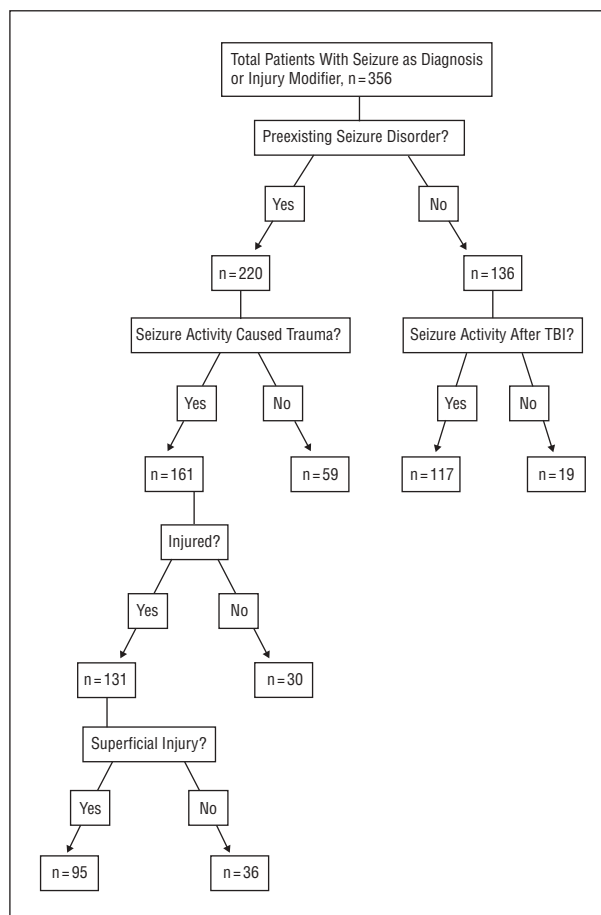 Total Patients With Seizure as Diagnosis
or Injury Modifier, n=356
Preexisting Seizure Disorder?
Yes
No
n=220
n=136
Seizure Activity Caused Trauma?
Seizure Activity After TBI?
Yes
No
Yes
No
n=161
n=59
n=117
n=19
Injured?
Yes
No
n=131
n=30
Superficial Injury?
Yes
No
n=95
n=36